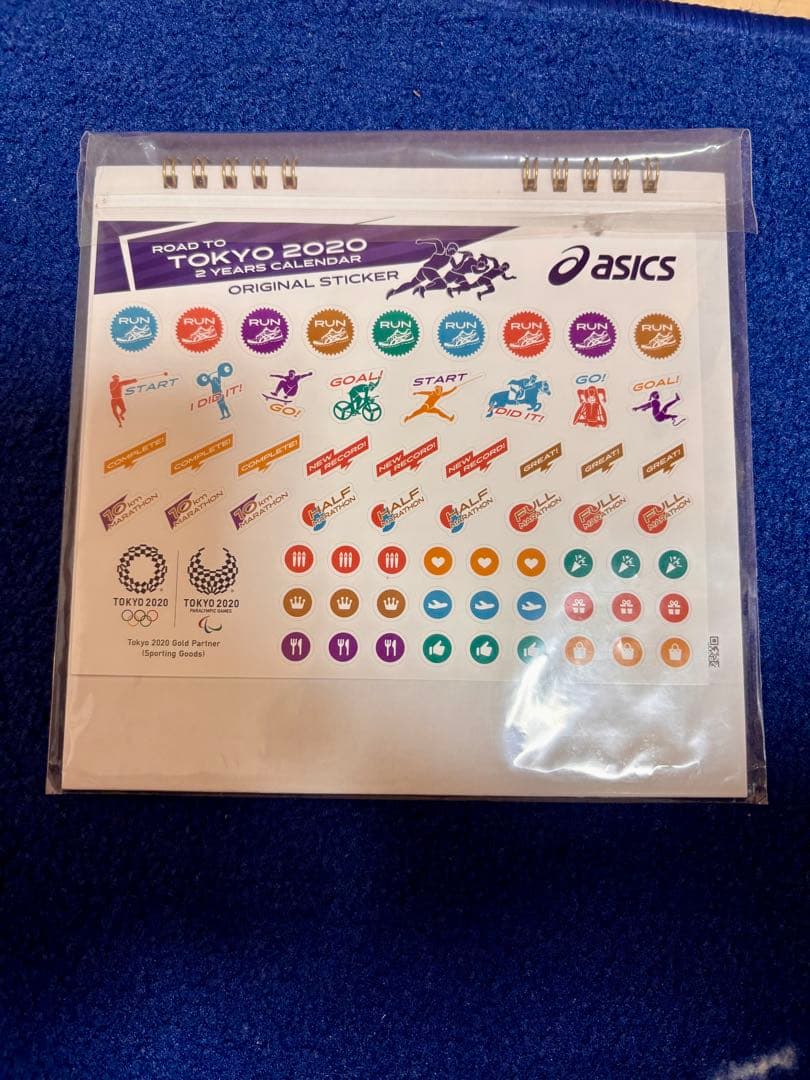 ROAD TO
TOKYO 2020
2 YEARS CALENDAR
ORIGINAL STICKER
asics
RUN RUN RUN RUN RUN RUN RUN RUN RUN
START I DID IT! GO! GOAL! START I DID IT! GO! GOAL!
COMPLETE! COMPLETE! COMPLETE! NEW RECORD! NEW RECORD! NEW RECORD! GREAT! GREAT! GREAT!
10km MARATHON 10km MARATHON 10km MARATHON HALF MARATHON HALF MARATHON HALF MARATHON FULL MARATHON FULL MARATHON FULL MARATHON
TOKYO 2020
TOKYO 2020
PARALYMPIC GAMES
Tokyo 2020 Gold Partner
(Sporting Goods)